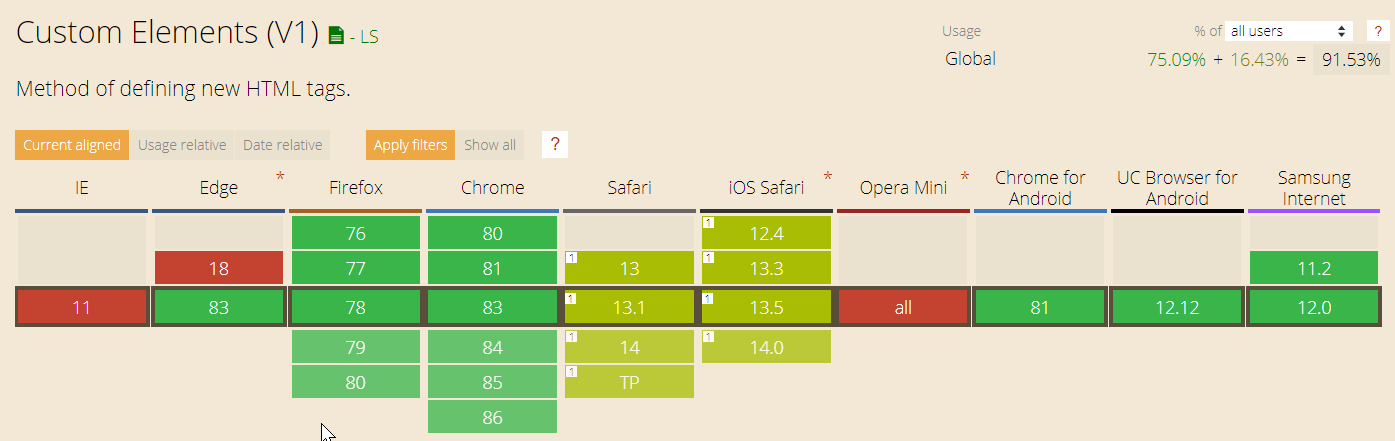 Custom Elements (V1) - LS
Usage % of all users ?
Global 75.09% + 16.43% = 91.53%
Method of defining new HTML tags.
Current aligned Usage relative Date relative Apply filters Show all ?
IE Edge * Firefox Chrome Safari iOS Safari * Opera Mini * Chrome for Android UC Browser for Android Samsung Internet
76 80 1 12.4
18 77 81 1 13 1 13.3 11.2
11 83 78 83 1 13.1 1 13.5 all 81 12.12 12.0
79 84 1 14 1 14.0
80 85 1 TP
86